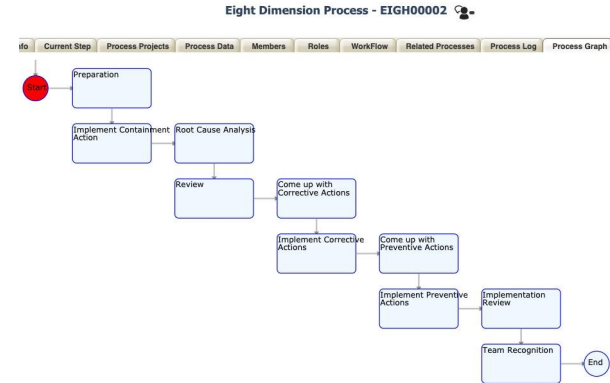 Eight Dimension Process - EIGH00002
nfo Current Step Process Projects Process Data Members Roles WorkFlow Related Processes Process Log Process Graph
Start
Preparation
Implement Containment
Action
Root Cause Analysis
Review
Come up with
Corrective Actions
Implement Corrective
Actions
Come up with
Preventive Actions
Implement Preventive
Actions
Implementation
Review
Team Recognition
End